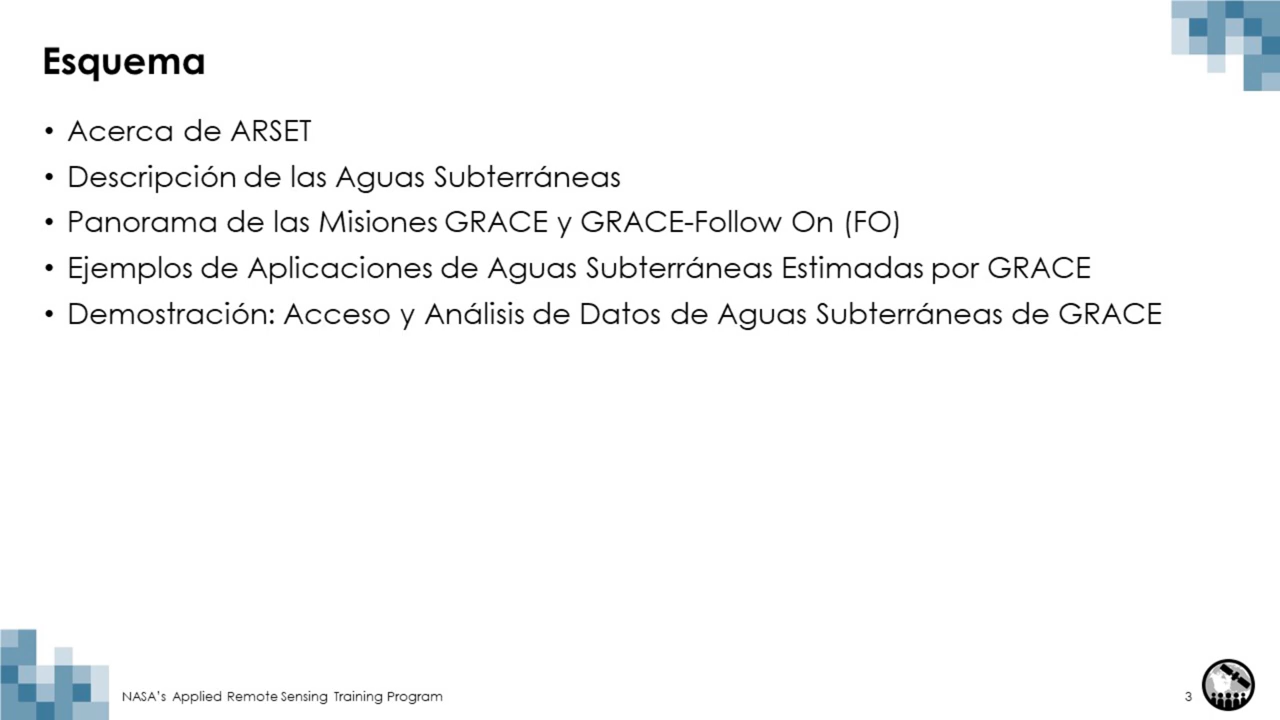 Esquema
• Acerca de ARSET
• Descripción de las Aguas Subterráneas
• Panorama de las Misiones GRACE y GRACE-Follow On (FO)
• Ejemplos de Aplicaciones de Aguas Subterráneas Estimadas por GRACE
• Demostración: Acceso y Análisis de Datos de Aguas Subterráneas de GRACE
NASA's Applied Remote Sensing Training Program
3